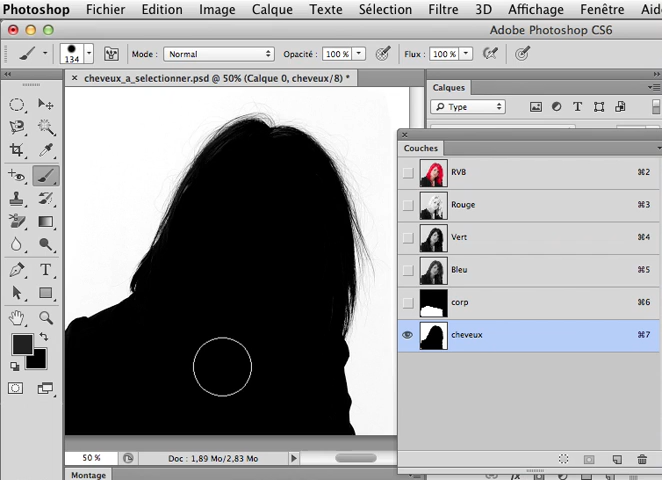 Photoshop Fichier Edition Image Calque Texte Sélection Filtre 3D Affichage Fenêtre Aide
Adobe Photoshop CS6
134 Mode : Normal Opacité : 100 % Flux : 100 %
× cheveux_a_selectionner.psd @ 50% (Calque 0, cheveux/8) *
Calques
Type
Couches
RVB ⌘2
Rouge ⌘3
Vert ⌘4
Bleu ⌘5
corp ⌘6
cheveux ⌘7
50 % Doc : 1,89 Mo/2,83 Mo
Montage